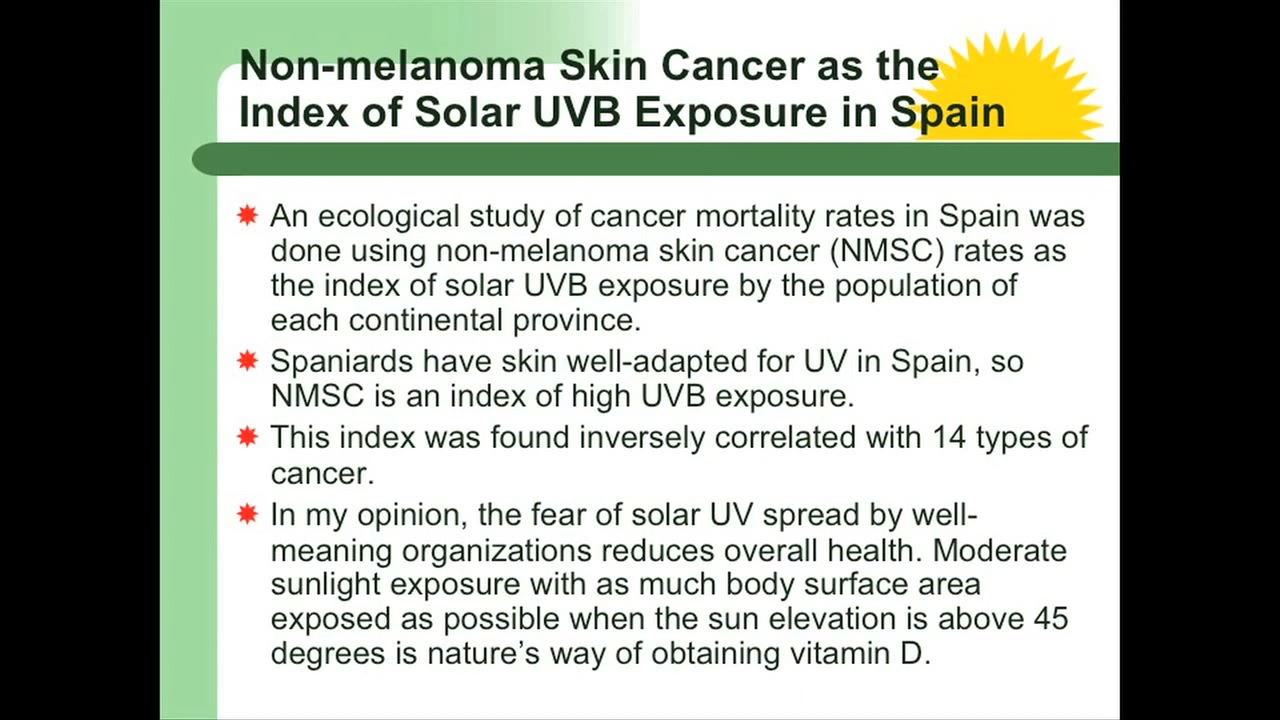 Non-melanoma Skin Cancer as the
Index of Solar UVB Exposure in Spain
An ecological study of cancer mortality rates in Spain was
done using non-melanoma skin cancer (NMSC) rates as
the index of solar UVB exposure by the population of
each continental province.
Spaniards have skin well-adapted for UV in Spain, so
NMSC is an index of high UVB exposure.
This index was found inversely correlated with 14 types of
cancer.
In my opinion, the fear of solar UV spread by well-
meaning organizations reduces overall health. Moderate
sunlight exposure with as much body surface area
exposed as possible when the sun elevation is above 45
degrees is nature’s way of obtaining vitamin D.